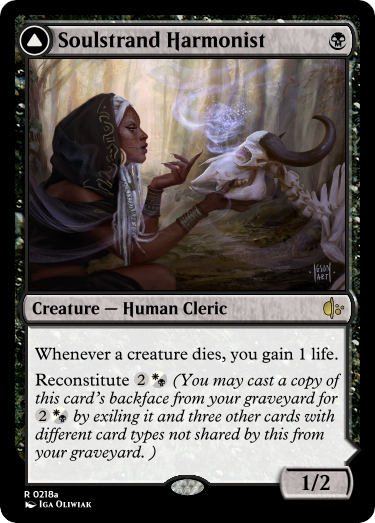 Soulstrand Harmonist
Creature — Human Cleric
Whenever a creature dies, you gain 1 life.
Reconstitute 2 (You may cast a copy of
this card's backface from your graveyard for
2 by exiling it and three other cards with
different card types not shared by this from
your graveyard. )
1/2
R 0218a
Iga Oliwiak